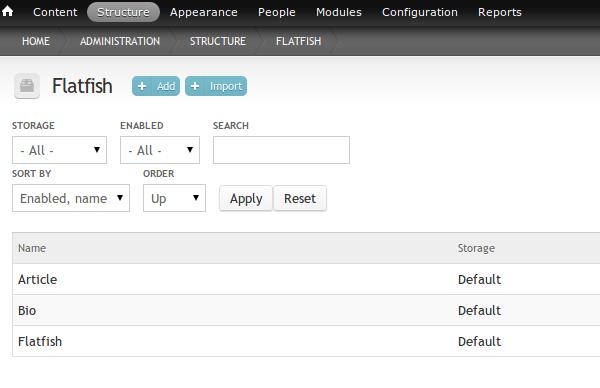 Content Structure Appearance People Modules Configuration Reports
HOME ADMINISTRATION STRUCTURE FLATFISH
Flatfish + Add + Import
STORAGE ENABLED SEARCH
- All - - All -
SORT BY ORDER
Enabled, name Up Apply Reset
Name Storage
Article Default
Bio Default
Flatfish Default